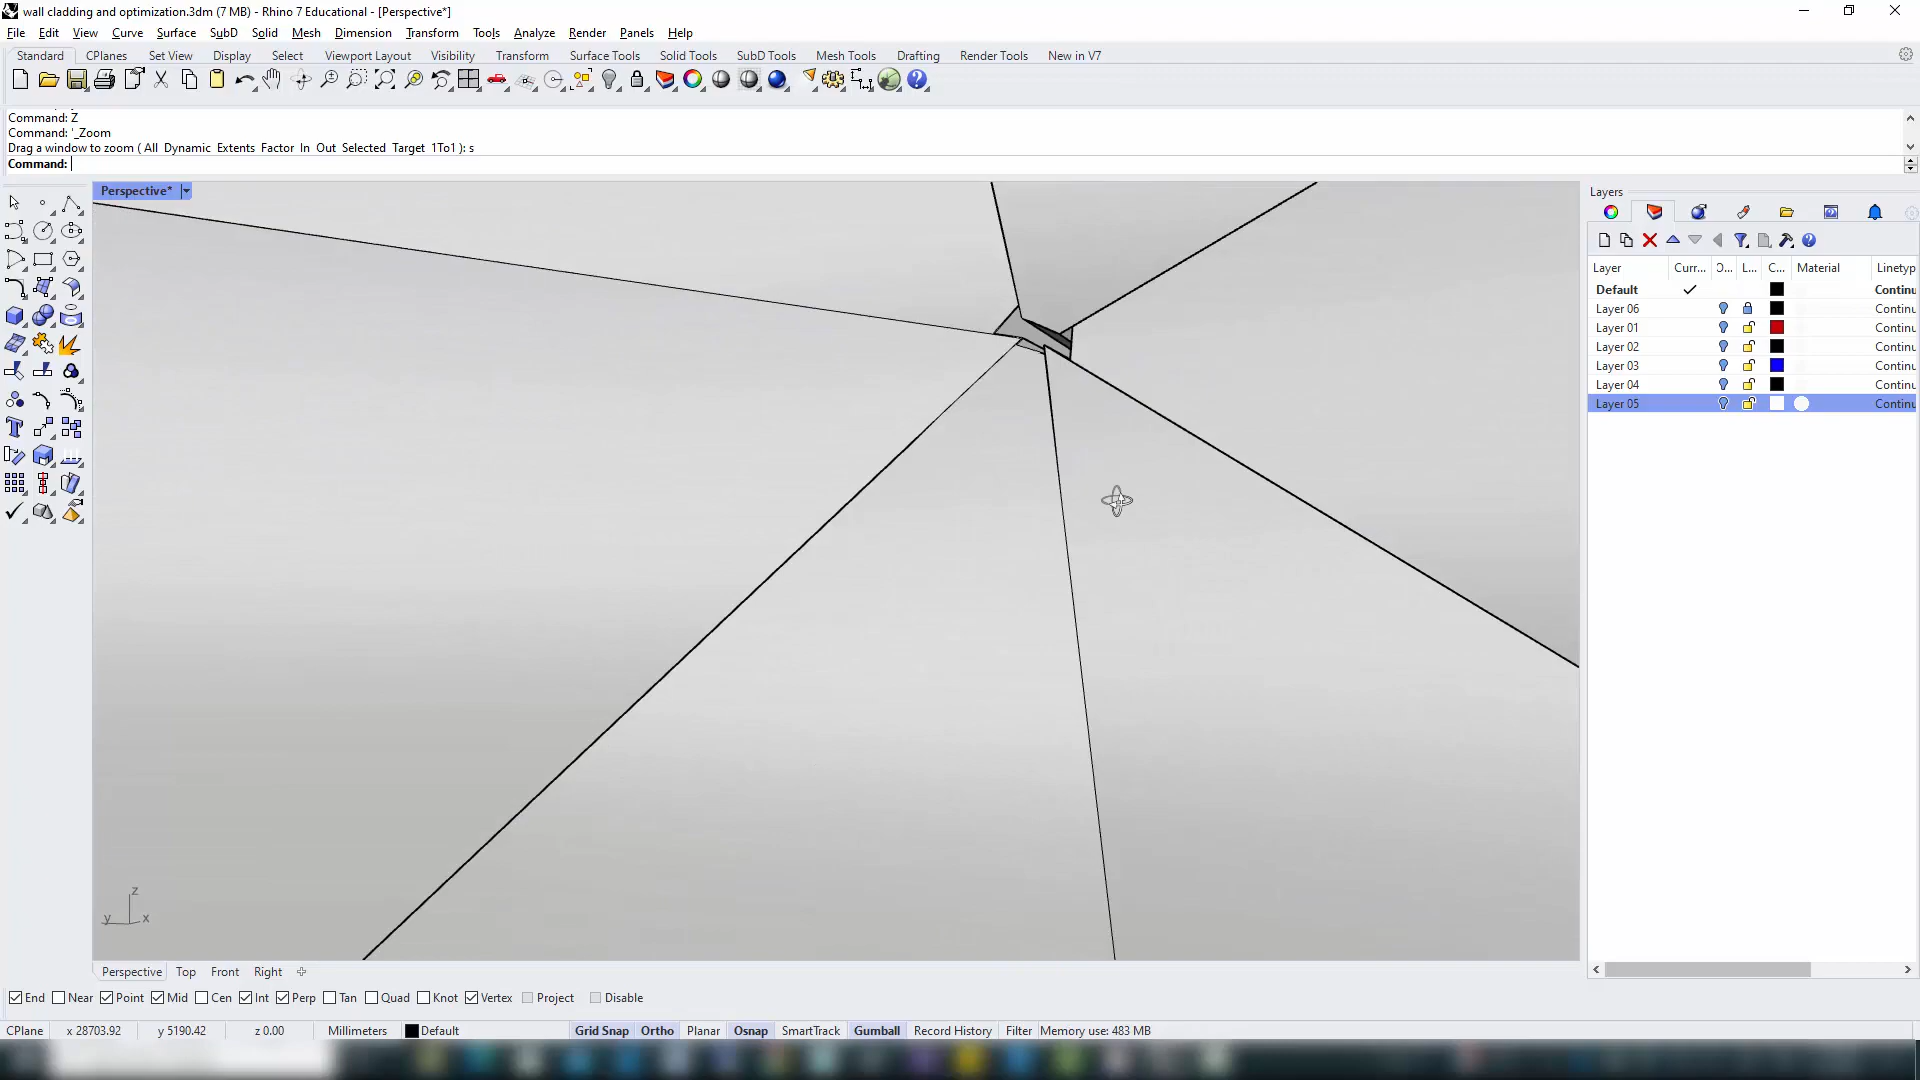 wall cladding and optimization.3dm (7 MB) - Rhino 7 Educational - [Perspective*]
File Edit View Curve Surface SubD Solid Mesh Dimension Transform Tools Analyze Render Panels Help
Standard CPlanes Set View Display Select Viewport Layout Visibility Transform Surface Tools Solid Tools SubD Tools Mesh Tools Drafting Render Tools New in V7
Command: Z
Command: '_Zoom
Drag a window to zoom ( All Dynamic Extents Factor In Out Selected Target 1To1 ): s
Command:
Perspective*
Layers
Layer Curr... L... C... Material Linetyp
Default Continu
Layer 06 Continu
Layer 01 Continu
Layer 02 Continu
Layer 03 Continu
Layer 04 Continu
Layer 05 Continu
z
y x
Perspective Top Front Right
End Near Point Mid Cen Int Perp Tan Quad Knot Vertex Project Disable
CPlane x 28703.92 y 5190.42 z 0.00 Millimeters Default Grid Snap Ortho Planar Osnap SmartTrack Gumball Record History Filter Memory use: 483 MB